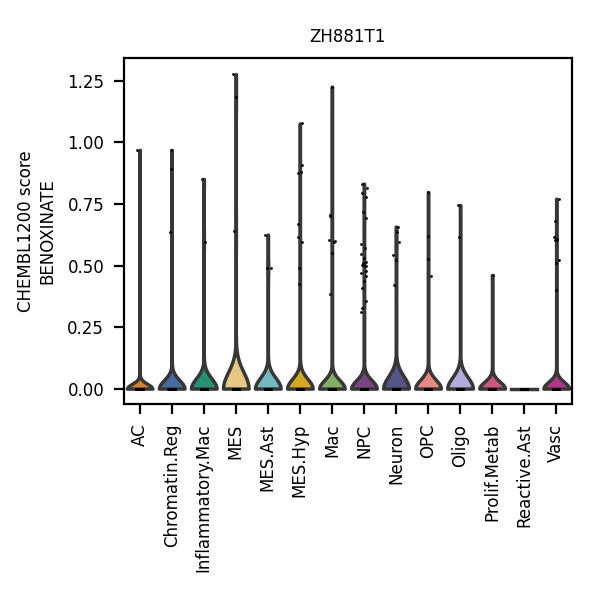 ZH881T1
CHEMBL1200 score
BENOXINATE
1.25
1.00
0.75
0.50
0.25
0.00
AC
Chromatin.Reg
Inflammatory.Mac
MES
MES.Ast
MES.Hyp
Mac
NPC
Neuron
OPC
Oligo
Prolif.Metab
Reactive.Ast
Vasc